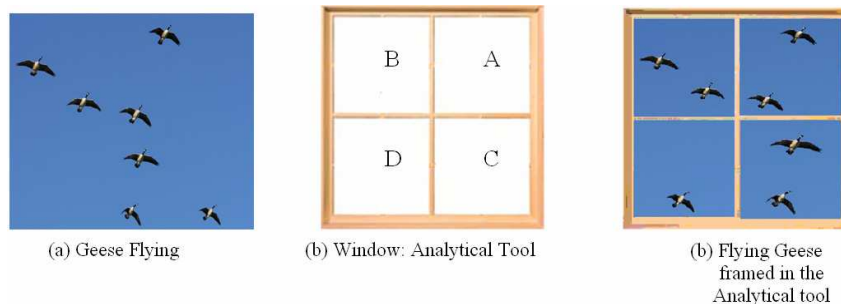 B A
D C
(a) Geese Flying
(b) Window: Analytical Tool
(b) Flying Geese
framed in the
Analytical tool